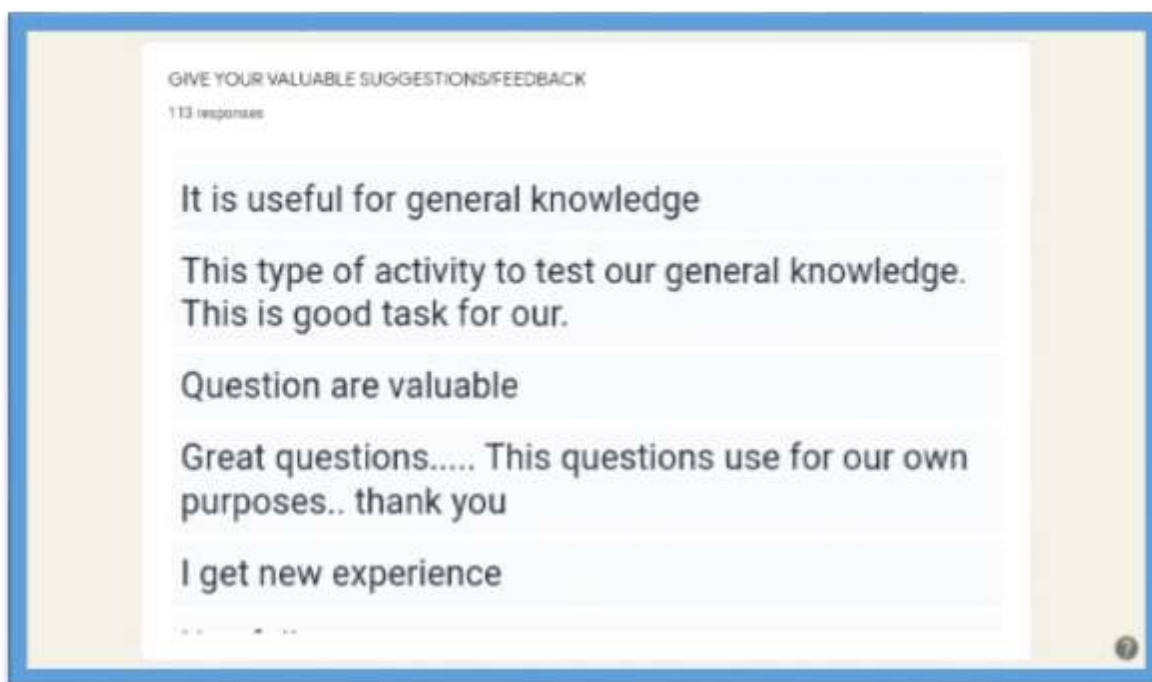 GIVE YOUR VALUABLE SUGGESTIONS/FEEDBACK
113 responses
It is useful for general knowledge
This type of activity to test our general knowledge.
This is good task for our.
Question are valuable
Great questions..... This questions use for our own
purposes.. thank you
I get new experience
?